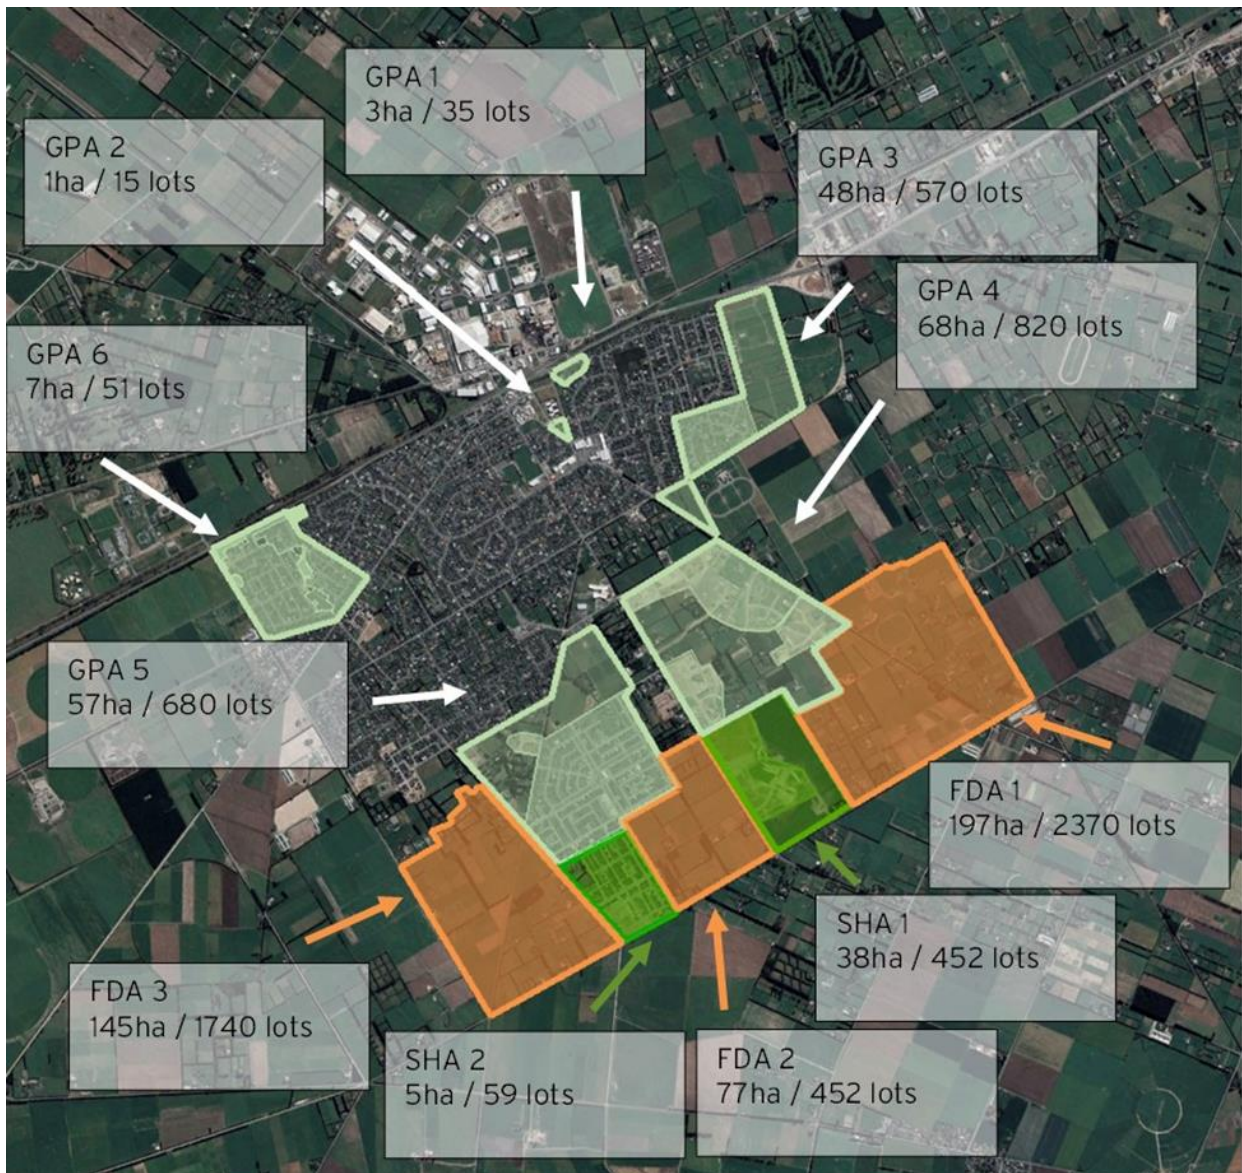 GPA 1
3ha / 35 lots
GPA 2
1ha / 15 lots
GPA 3
48ha / 570 lots
GPA 4
68ha / 820 lots
GPA 6
7ha / 51 lots
GPA 5
57ha / 680 lots
FDA 1
197ha / 2370 lots
SHA 1
38ha / 452 lots
FDA 3
145ha / 1740 lots
SHA 2
5ha / 59 lots
FDA 2
77ha / 452 lots